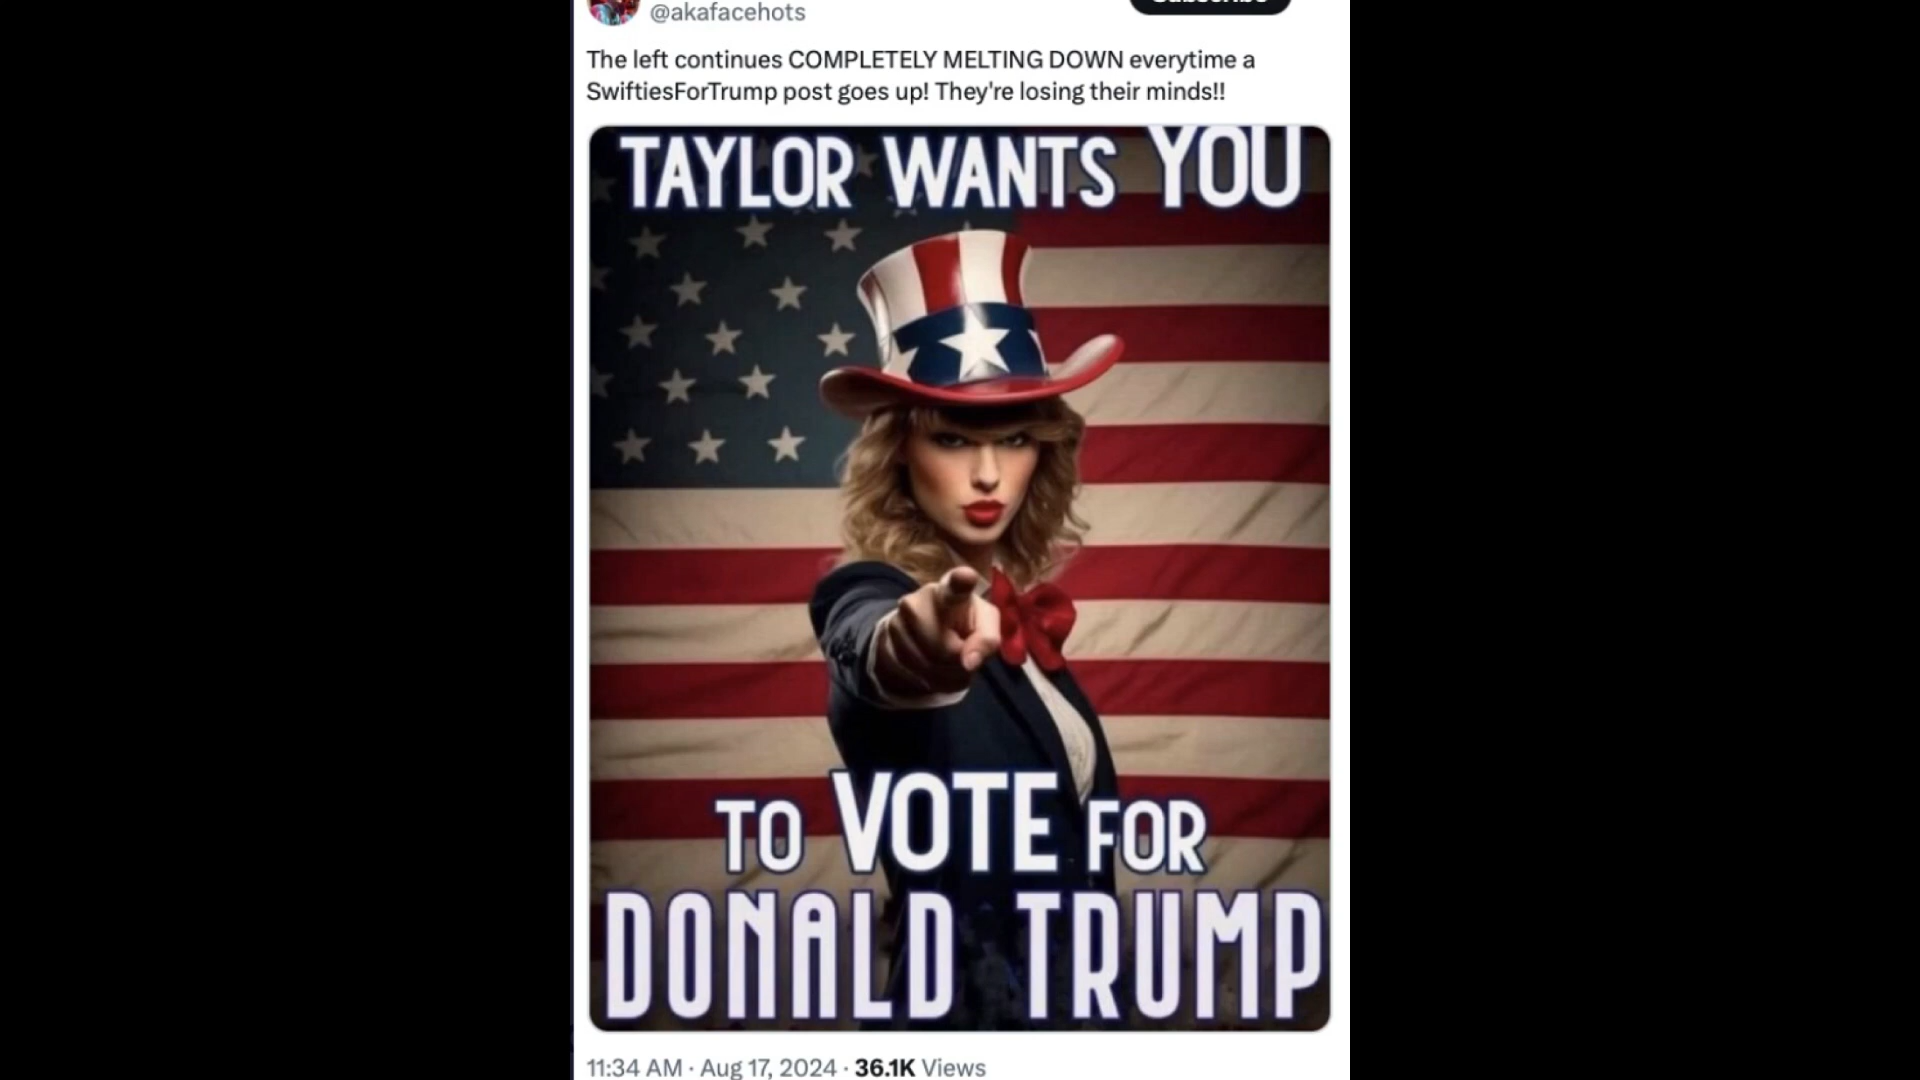 @akafacehots
Subscribe
The left continues COMPLETELY MELTING DOWN everytime a
SwiftiesForTrump post goes up! They're losing their minds!!
TAYLOR WANTS YOU
TO VOTE FOR
DONALD TRUMP
11:34 AM · Aug 17, 2024 · 36.1K Views